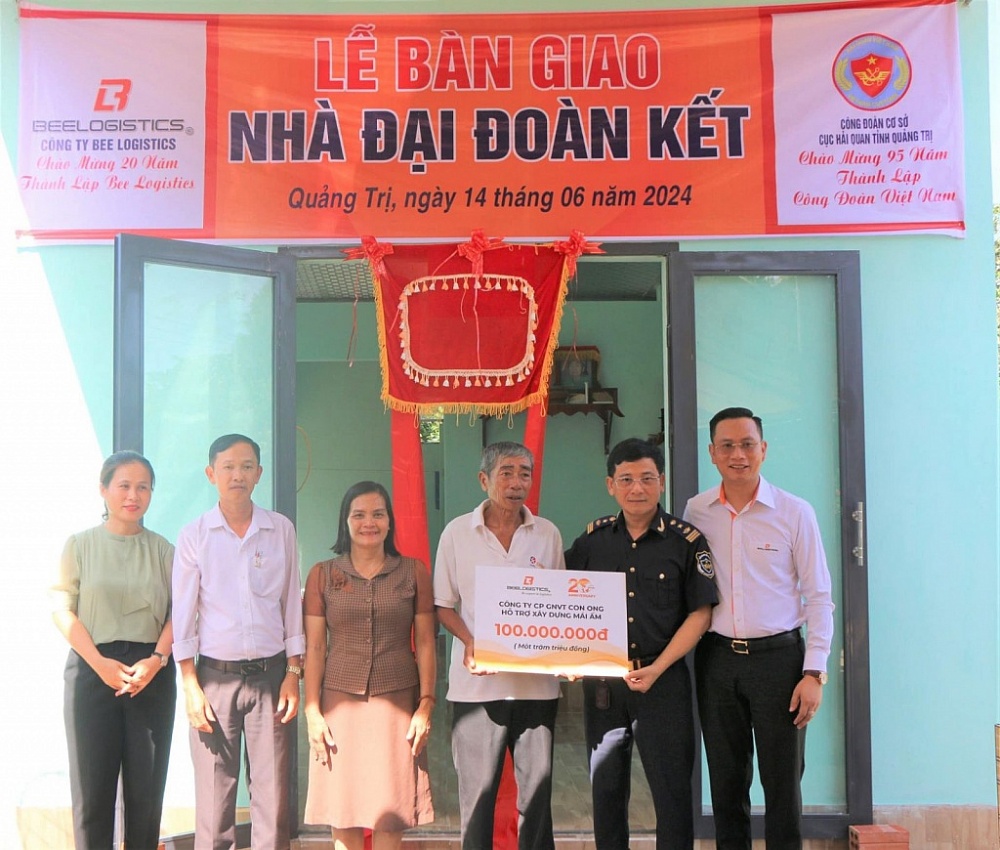 LỄ BÀN GIAO
NHÀ ĐẠI ĐOÀN KẾT
Quảng Trị, ngày 14 tháng 06 năm 2024
BEELOGISTICS®
CÔNG TY BEE LOGISTICS
Chào Mừng 20 Năm
Thành Lập Bee Logistics
CÔNG ĐOÀN CƠ SỞ
CỤC HẢI QUAN TỈNH QUẢNG TRỊ
Chào Mừng 95 Năm
Thành Lập
Công Đoàn Việt Nam
BEELOGISTICS
20
ANNIVERSARY
CÔNG TY CP GNVT CON ONG
HỖ TRỢ XÂY DỰNG MÁI ẤM
100.000.000đ
( Một trăm triệu đồng)